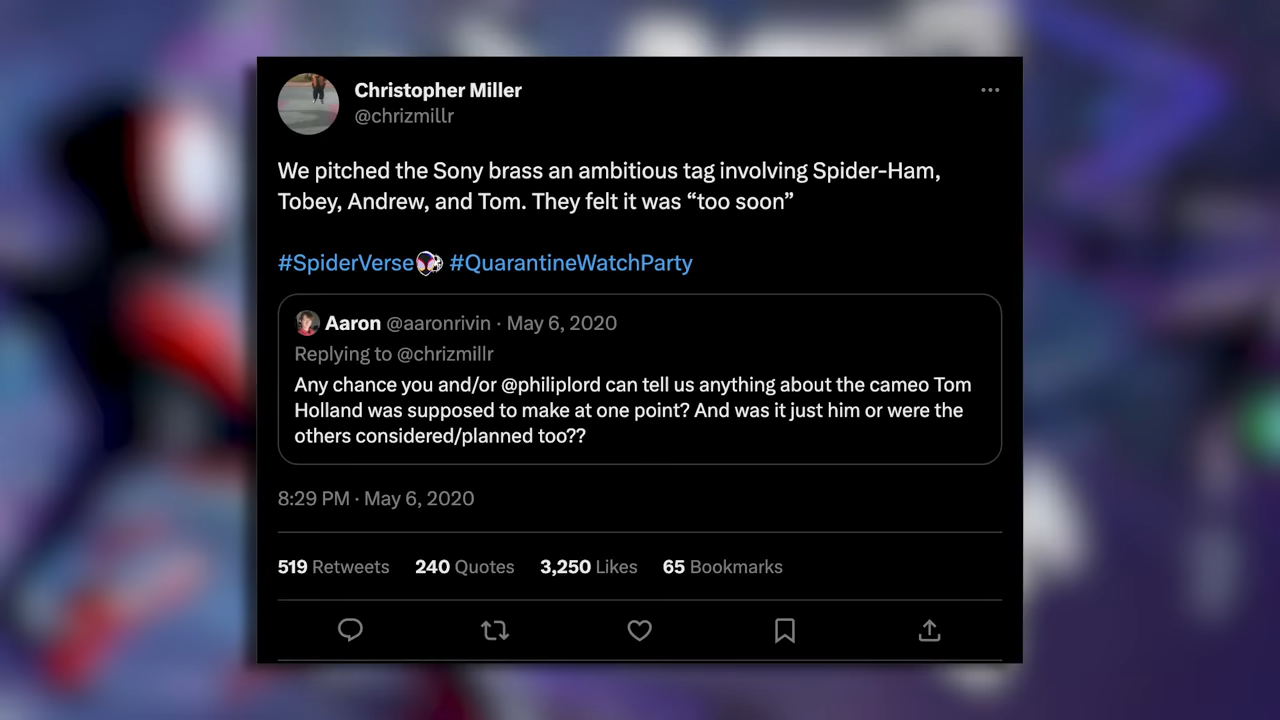 Christopher Miller
@chrizmillr
We pitched the Sony brass an ambitious tag involving Spider-Ham,
Tobey, Andrew, and Tom. They felt it was “too soon”
#SpiderVerse #QuarantineWatchParty
Aaron @aaronrivin · May 6, 2020
Replying to @chrizmillr
Any chance you and/or @philiplord can tell us anything about the cameo Tom
Holland was supposed to make at one point? And was it just him or were the
others considered/planned too??
8:29 PM · May 6, 2020
519 Retweets 240 Quotes 3,250 Likes 65 Bookmarks